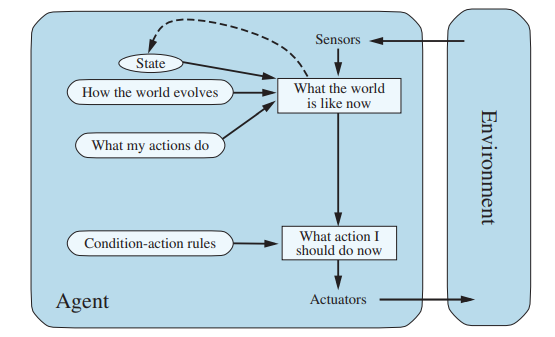 Sensors
State
What the world
is like now
How the world evolves
What my actions do
Environment
What action I
should do now
Condition-action rules
Agent
Actuators